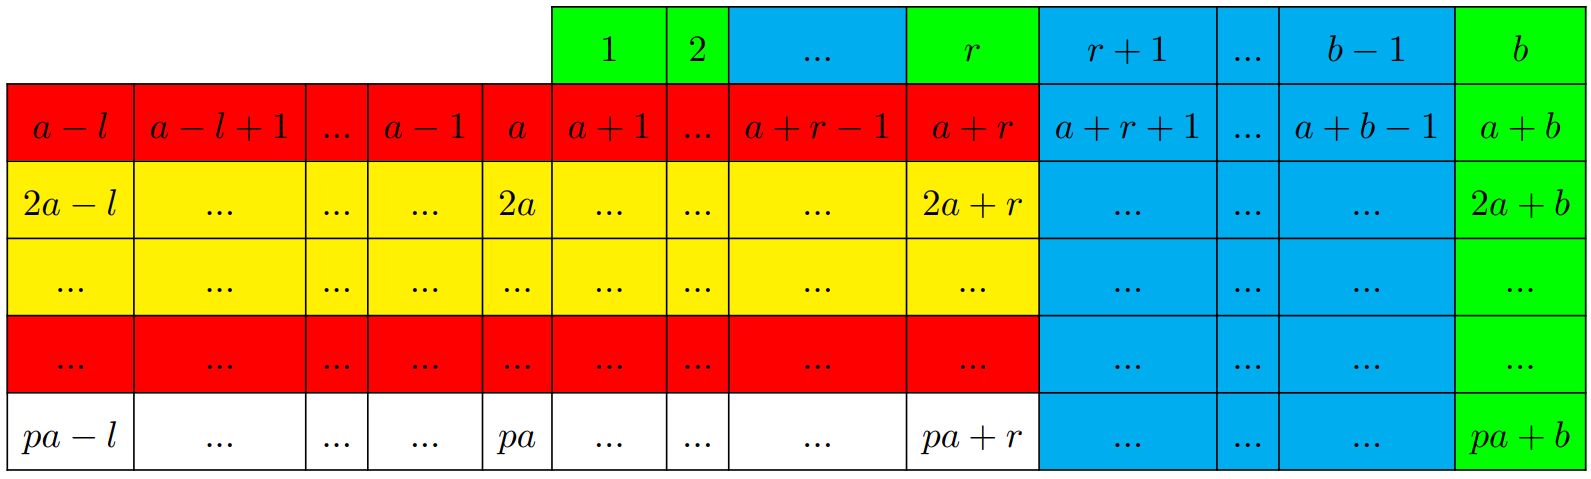 1 2 ... r r + 1 ... b − 1 b
a − l a − l + 1 ... a − 1 a a + 1 ... a + r − 1 a + r a + r + 1 ... a + b − 1 a + b
2a − l ... ... ... 2a ... ... ... 2a + r ... ... ... 2a + b
... ... ... ... ... ... ... ... ... ... ... ... ...
... ... ... ... ... ... ... ... ... ... ... ... ...
pa − l ... ... ... pa ... ... ... pa + r ... ... ... pa + b